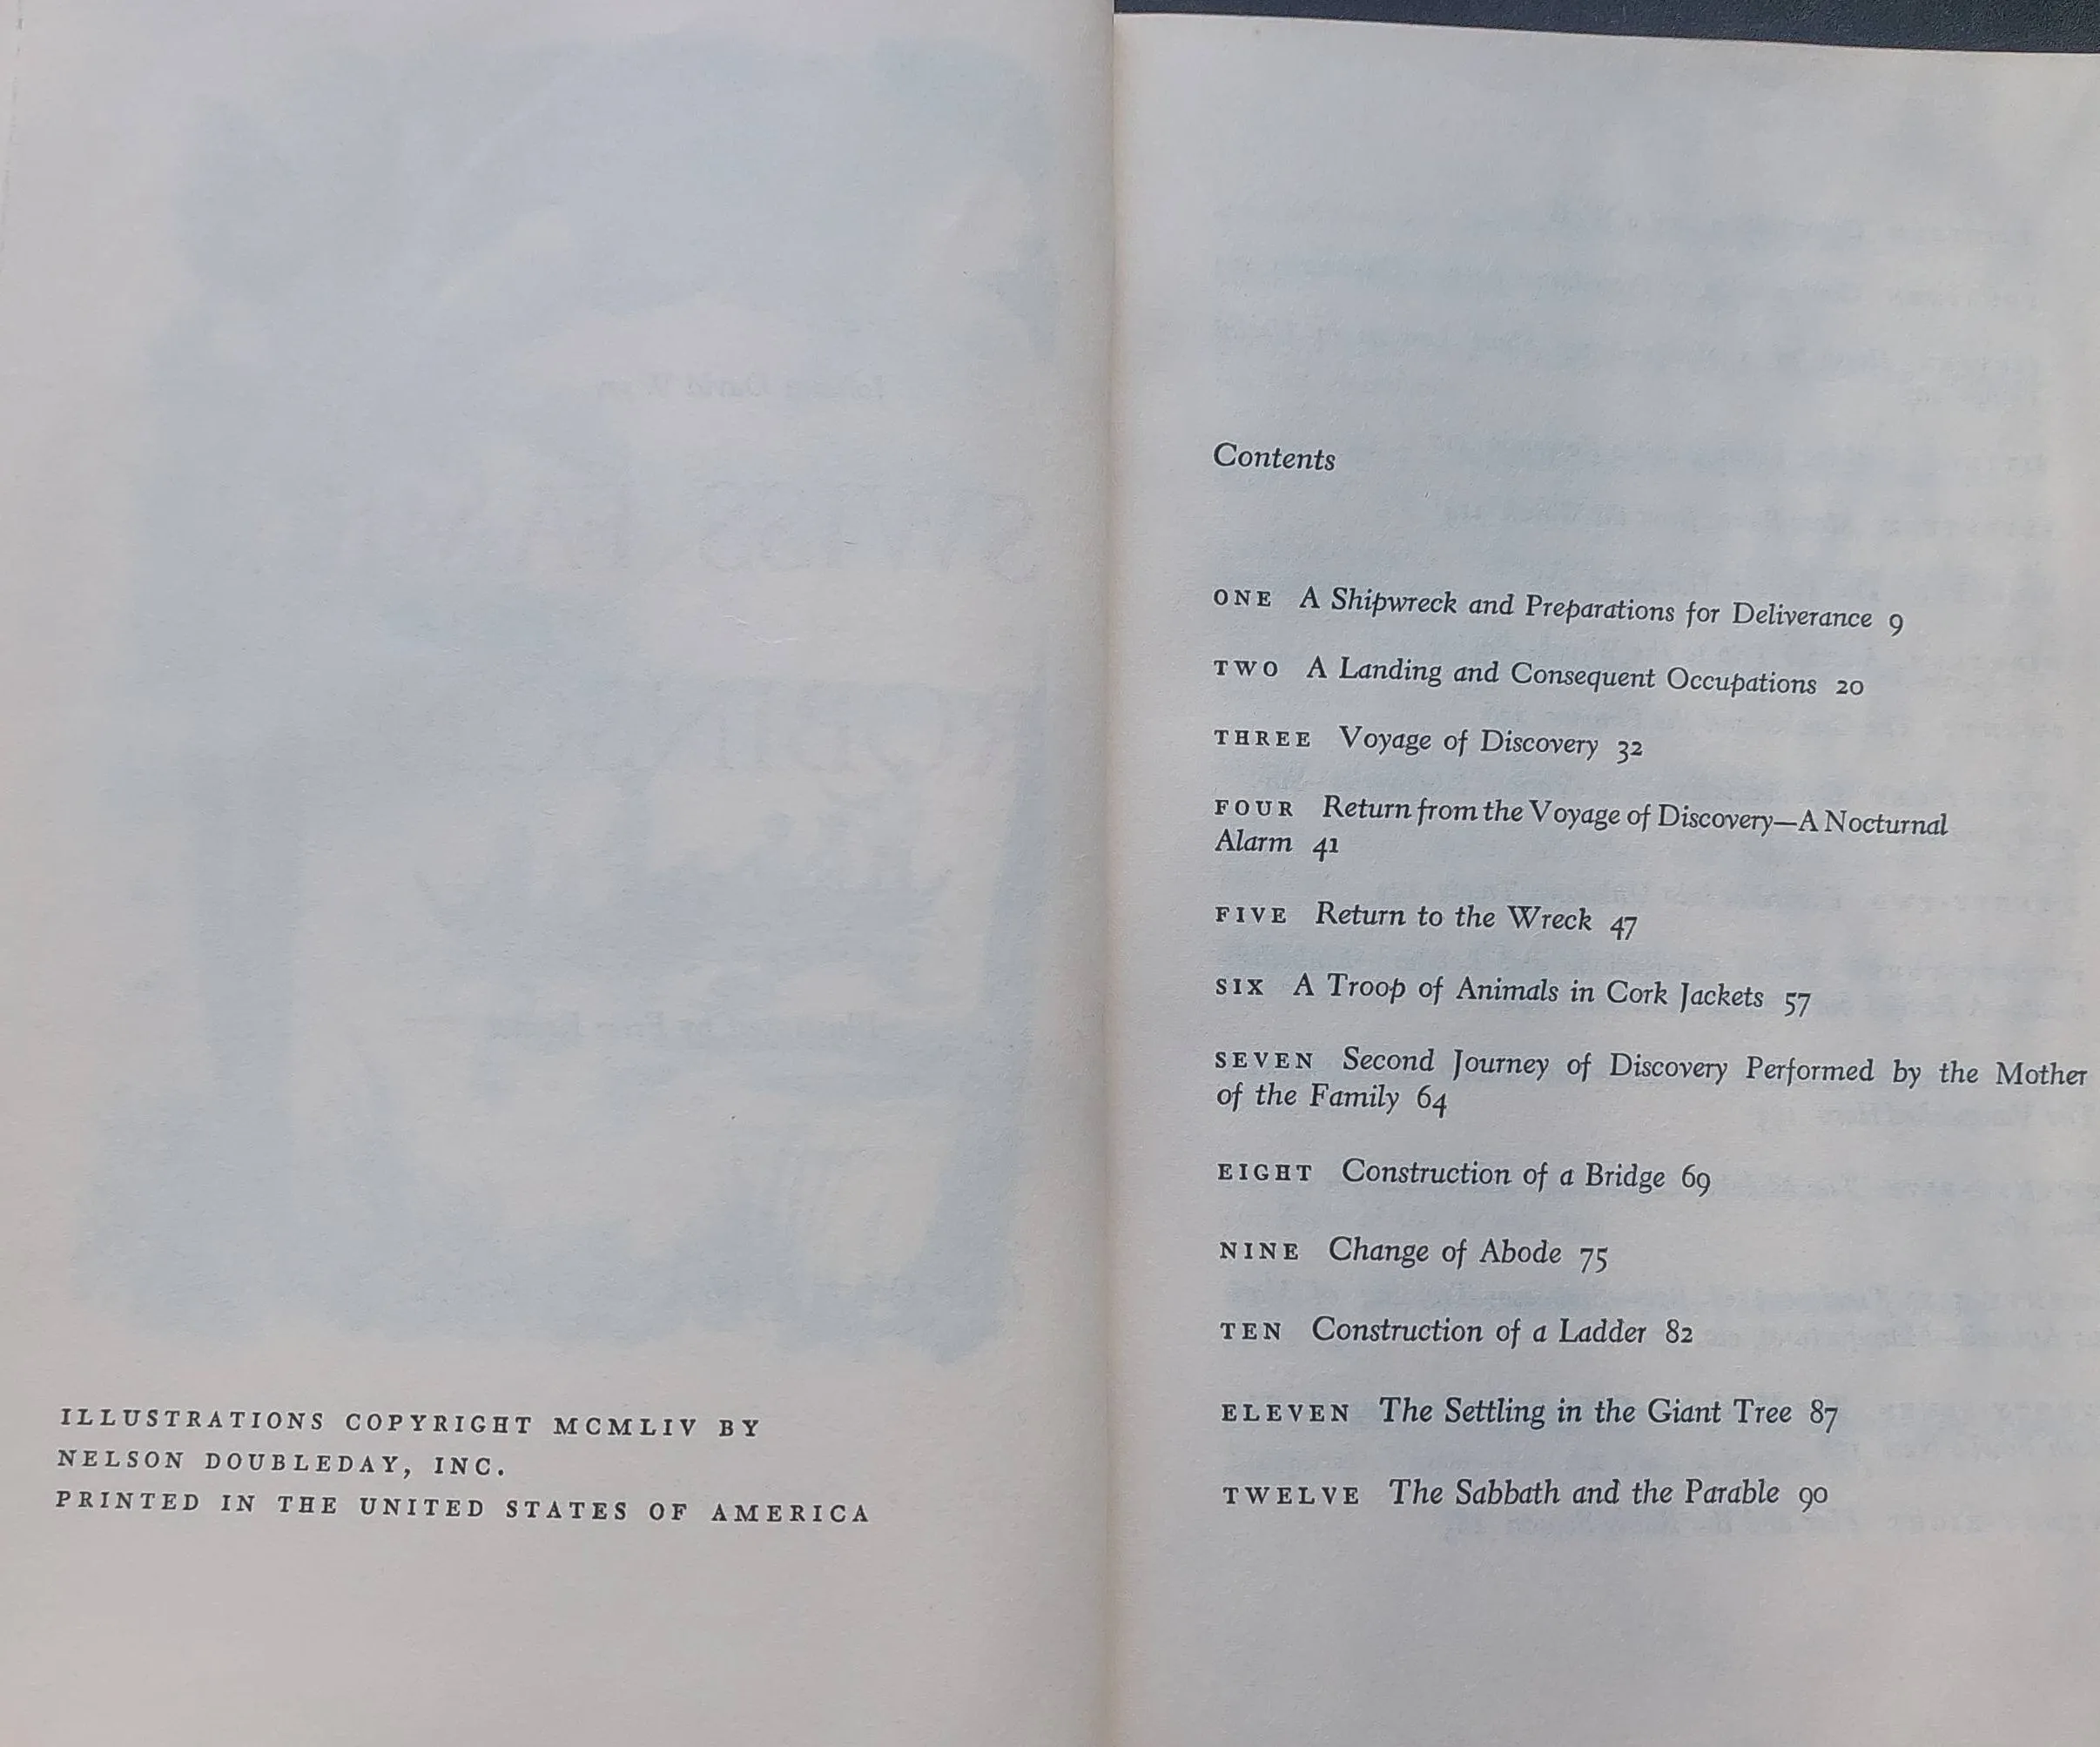 ILLUSTRATIONS COPYRIGHT MCMLIV BY
NELSON DOUBLEDAY, INC.
PRINTED IN THE UNITED STATES OF AMERICA
Contents
ONE A Shipwreck and Preparations for Deliverance 9
TWO A Landing and Consequent Occupations 20
THREE Voyage of Discovery 32
FOUR Return from the Voyage of Discovery—A Nocturnal
Alarm 41
FIVE Return to the Wreck 47
SIX A Troop of Animals in Cork Jackets 57
SEVEN Second Journey of Discovery Performed by the Mother
of the Family 64
EIGHT Construction of a Bridge 69
NINE Change of Abode 75
TEN Construction of a Ladder 82
ELEVEN The Settling in the Giant Tree 87
TWELVE The Sabbath and the Parable 90